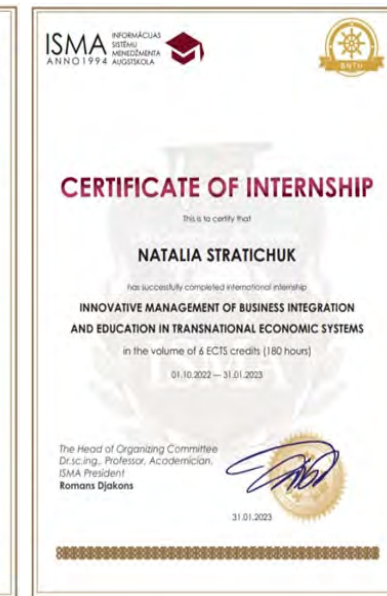 ISMA
ANNO1994
INFORMĀCIJAS
SISTĒMU
MENEDŽMENTA
AUGSTSKOLA
BNTH
CERTIFICATE OF INTERNSHIP
This is to certify that
NATALIA STRATICHUK
has successfully completed international internship
INNOVATIVE MANAGEMENT OF BUSINESS INTEGRATION
AND EDUCATION IN TRANSNATIONAL ECONOMIC SYSTEMS
in the volume of 6 ECTS credits (180 hours)
01.10.2022 — 31.01.2023
The Head of Organizing Committee
Dr.sc.ing., Professor, Academician,
ISMA President
Romans Djakons
31.01.2023
ISMA